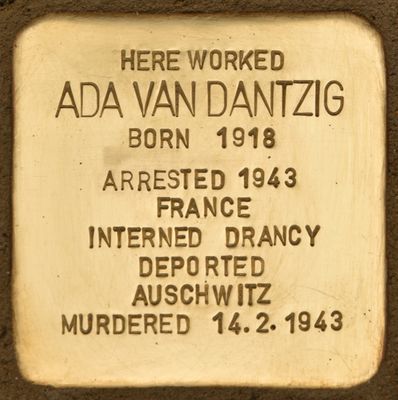 HERE WORKED
ADA VAN DANTZIG
BORN 1918
ARRESTED 1943
FRANCE
INTERNED DRANCY
DEPORTED
AUSCHWITZ
MURDERED 14.2.1943